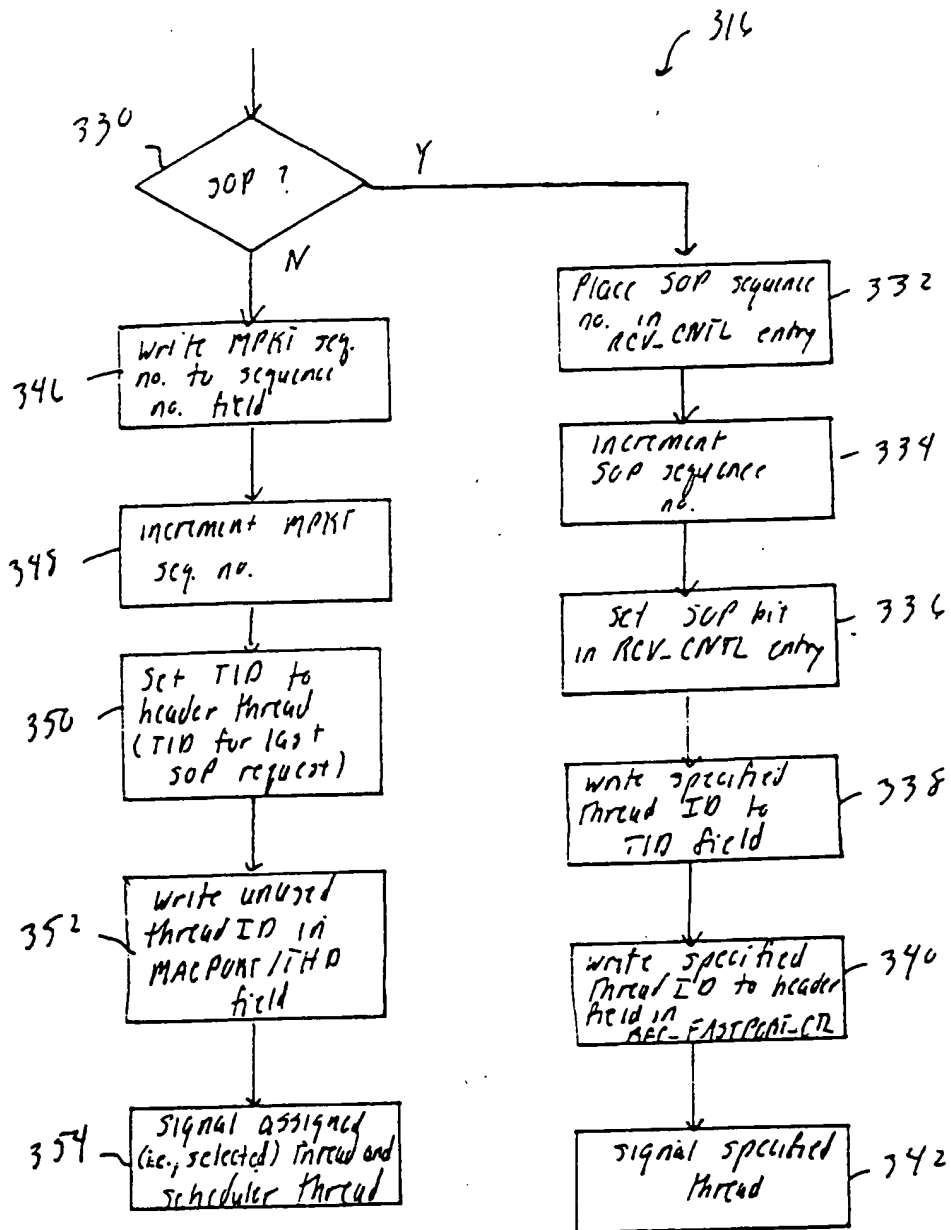 316
330
SOP ?
Y
N
Place SOP sequence
no. in
RCV_CNTL entry
332
increment
SOP sequence
no.
334
set SOP bit
in RCV_CNTL entry
336
write specified
thread ID to
TID field
338
write specified
thread ID to header
field in
REC_FASTPORT_CTL
340
signal specified
thread
342
write MPKT seq.
no. to sequence
no. field
346
increment MPKT
seq. no.
348
Set TID to
header thread
(TID for last
SOP request)
350
write unused
thread ID in
MACPORT/THD
field
352
signal assigned
(i.e., selected) thread and
scheduler thread
354